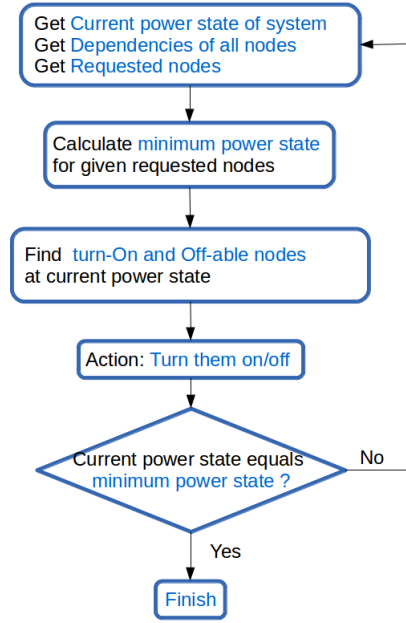 Get Current power state of system
Get Dependencies of all nodes
Get Requested nodes
Calculate minimum power state
for given requested nodes
Find turn-On and Off-able nodes
at current power state
Action: Turn them on/off
Current power state equals
minimum power state ?
No
Yes
Finish